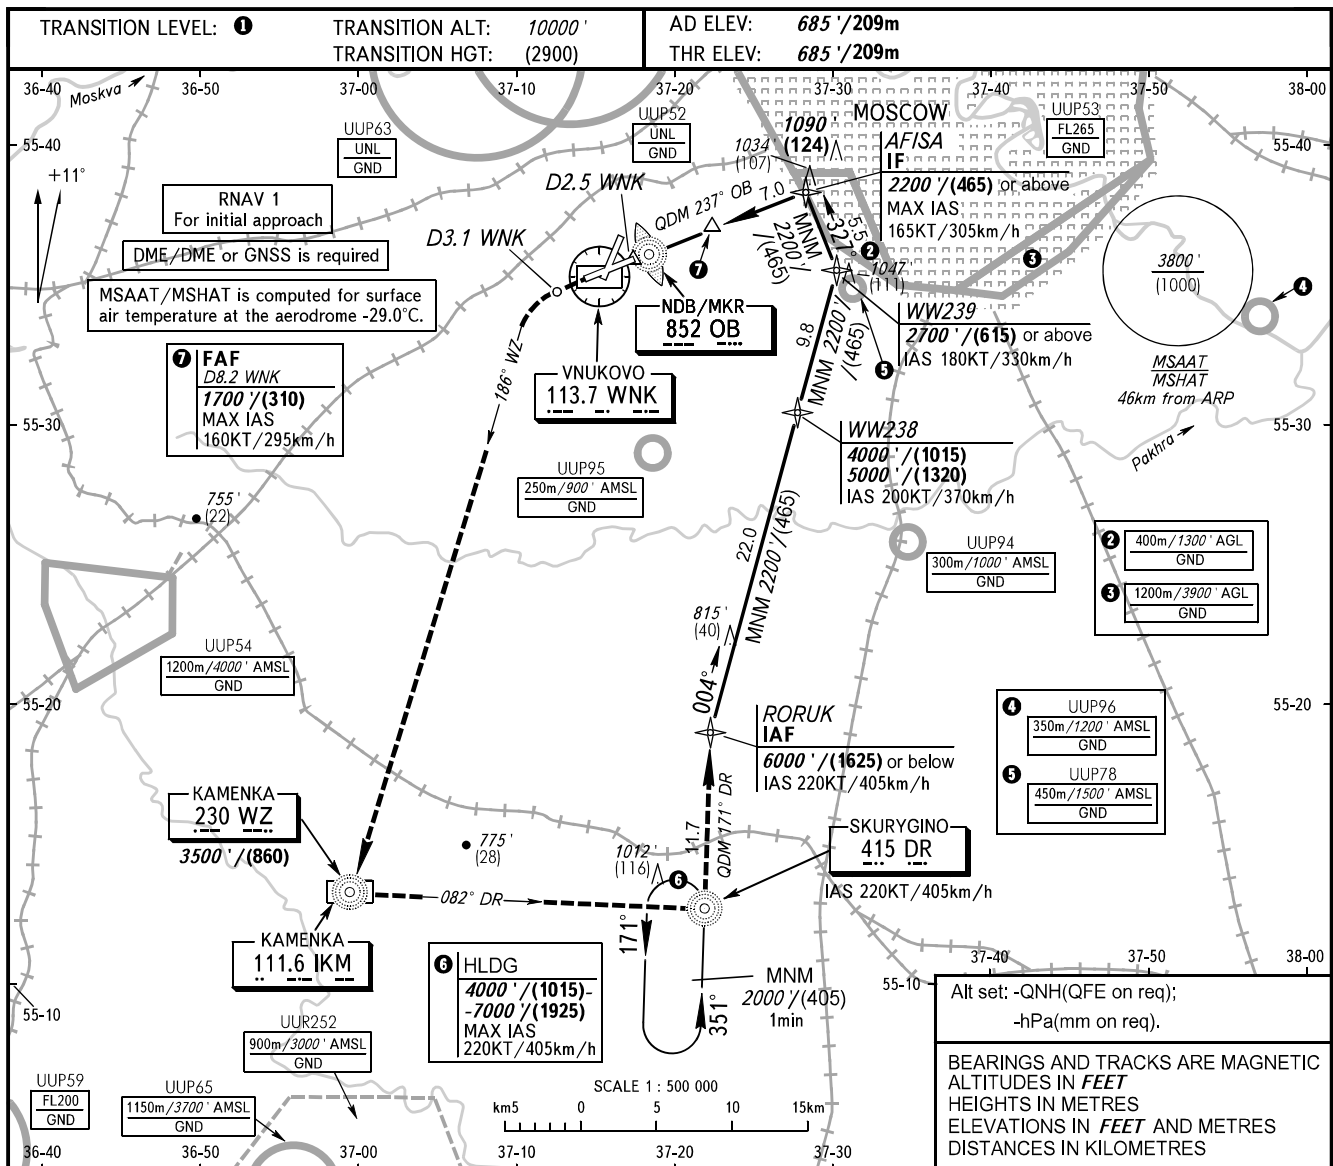 TRANSITION LEVEL: ❶
TRANSITION ALT: 10000'
TRANSITION HGT: (2900)
AD ELEV: 685'/209m
THR ELEV: 685'/209m
36-40
36-50
37-00
37-10
37-20
37-30
37-40
37-50
38-00
Moskva
55-40
+11°
UUP63
UNL
GND
UUP52
UNL
GND
MOSCOW
UUP53
FL265
GND
55-40
RNAV 1
For initial approach
DME/DME or GNSS is required
MSAAT/MSHAT is computed for surface
air temperature at the aerodrome -29.0°C.
❼ FAF
D8.2 WNK
1700'/(310)
MAX IAS
160KT/295km/h
D2.5 WNK
D3.1 WNK
QDM 237° OB
7.0
❼
1034'
(107)
1090'
(124)
AFISA
IF
2200'/(465) or above
MAX IAS
165KT/305km/h
MNM
2200'/
(465)
327°
5.5
❷
❸
1047'
(111)
3800'
(1000)
❹
MSAAT
MSHAT
46km from ARP
NDB/MKR
852 OB
VNUKOVO
113.7 WNK
WW239
2700'/(615) or above
IAS 180KT/330km/h
❺
9.8
MNM 2200'/
(465)
186° WZ
55-30
55-30
WW238
4000'/(1015)
5000'/(1320)
IAS 200KT/370km/h
Pakhra
UUP95
250m/900' AMSL
GND
755'
(22)
22.0
MNM 2200'/(465)
UUP94
300m/1000' AMSL
GND
❷ 400m/1300' AGL
GND
❸ 1200m/3900' AGL
GND
815'
(40)
UUP54
1200m/4000' AMSL
GND
004°
55-20
55-20
RORUK
IAF
6000'/(1625) or below
IAS 220KT/405km/h
❹ UUP96
350m/1200' AMSL
GND
❺ UUP78
450m/1500' AMSL
GND
KAMENKA
230 WZ
3500'/(860)
775'
(28)
11.7
QDM 171° DR
SKURYGINO
415 DR
IAS 220KT/405km/h
1012'
(116)
❻
082° DR
171°
351°
KAMENKA
111.6 IKM
❻ HLDG
4000'/(1015)-
-7000'/(1925)
MAX IAS
220KT/405km/h
MNM
2000'/(405)
1min
37-40
37-50
38-00
55-10
55-10
Alt set: -QNH(QFE on req);
-hPa(mm on req).
UUR252
900m/3000' AMSL
GND
UUP59
FL200
GND
UUP65
1150m/3700' AMSL
GND
SCALE 1 : 500 000
km5 0 5 10 15km
BEARINGS AND TRACKS ARE MAGNETIC
ALTITUDES IN FEET
HEIGHTS IN METRES
ELEVATIONS IN FEET AND METRES
DISTANCES IN KILOMETRES
36-40
36-50
37-00
37-10
37-20
37-30